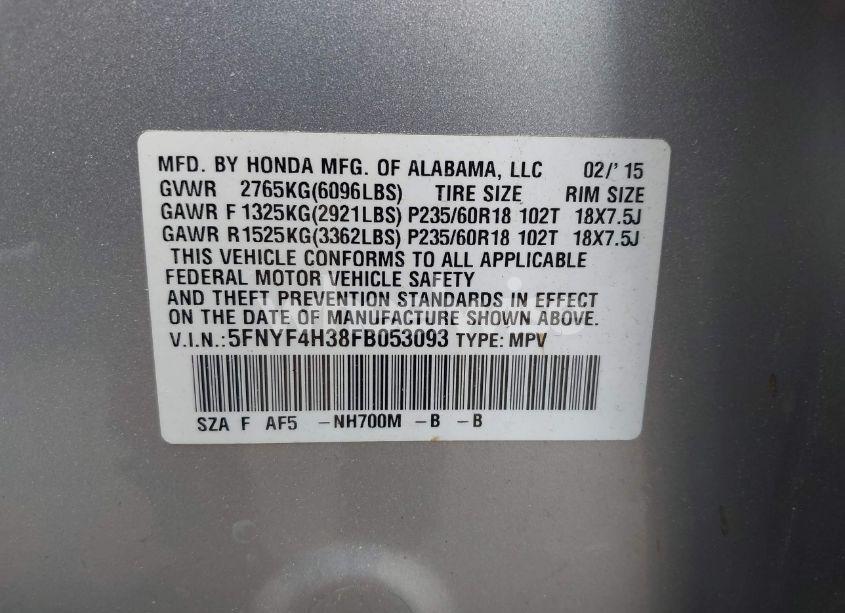 MFD. BY HONDA MFG. OF ALABAMA, LLC 02/' 15
GVWR 2765KG(6096LBS) TIRE SIZE RIM SIZE
GAWR F 1325KG(2921LBS) P235/60R18 102T 18X7.5J
GAWR R1525KG(3362LBS) P235/60R18 102T 18X7.5J
THIS VEHICLE CONFORMS TO ALL APPLICABLE
FEDERAL MOTOR VEHICLE SAFETY
AND THEFT PREVENTION STANDARDS IN EFFECT
ON THE DATE OF MANUFACTURE SHOWN ABOVE.
V.I.N.:5FNYF4H38FB053093 TYPE: MPV
SZA F AF5 -NH700M -B -B